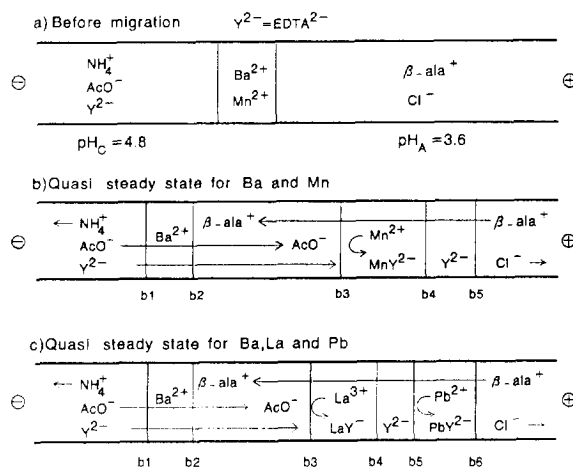 a) Before migration Y²⁻=EDTA²⁻
NH₄⁺
AcO⁻
Y²⁻
Ba²⁺
Mn²⁺
β-ala⁺
Cl⁻
⊖ ⊕
pH_C=4.8 pH_A=3.6
b)Quasi steady state for Ba and Mn
← NH₄⁺ Ba²⁺ β-ala⁺ ← Mn²⁺ β-ala⁺
⊖ AcO⁻ → AcO⁻ ⊕
Y²⁻ → MnY²⁻ Y²⁻ Cl⁻ →
b1 b2 b3 b4 b5
c)Quasi steady state for Ba,La and Pb
← NH₄⁺ Ba²⁺ β-ala⁺ ← La³⁺ Pb²⁺ β-ala⁺
⊖ AcO⁻ → AcO⁻ ⊕
Y²⁻ → LaY⁻ Y²⁻ PbY²⁻ Cl⁻ →
b1 b2 b3 b4 b5 b6